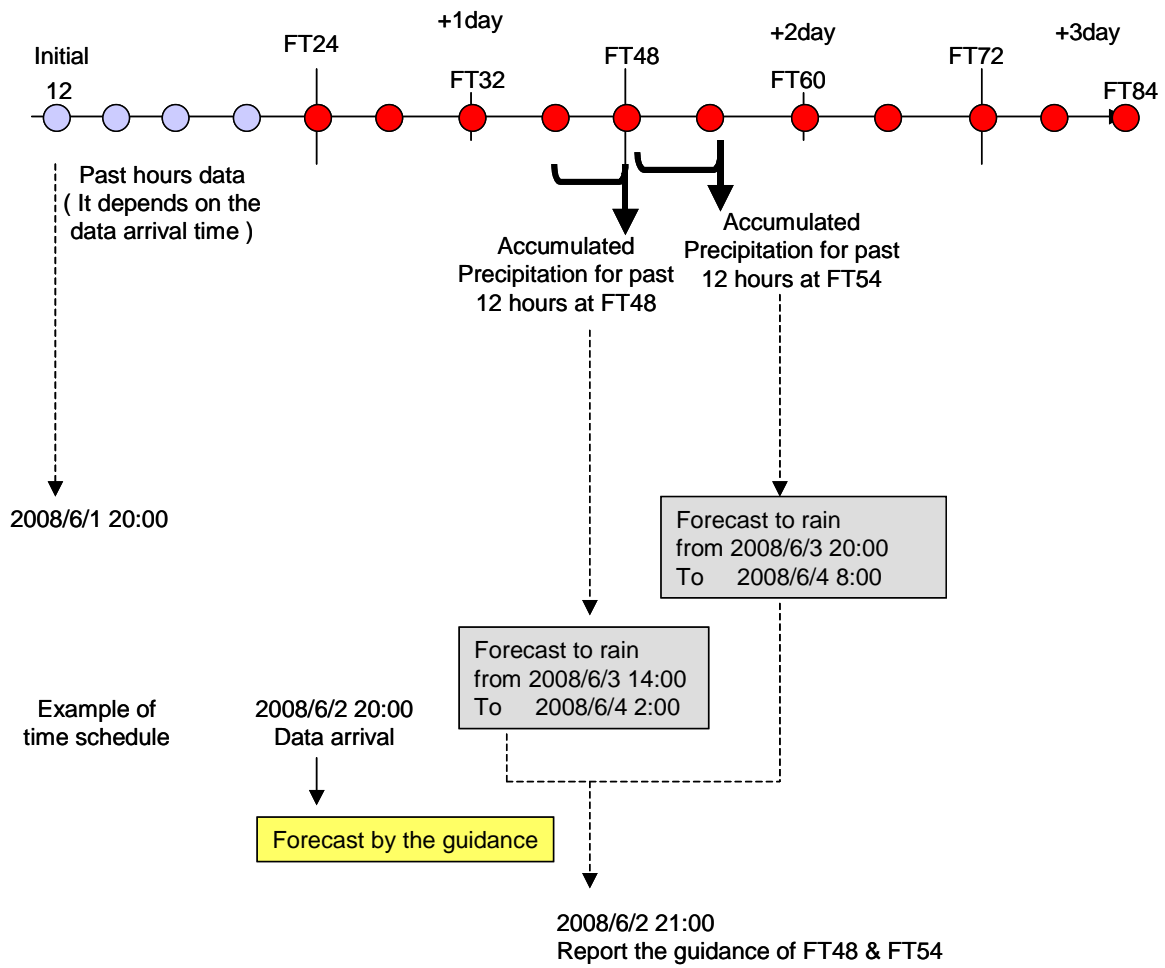 +1day
+2day
+3day
FT24
Initial
FT48
FT72
FT32
FT60
12
FT84
Past hours data
( It depends on the
data arrival time )
Accumulated
Precipitation for past
12 hours at FT48
Accumulated
Precipitation for past
12 hours at FT54
2008/6/1 20:00
Forecast to rain
from 2008/6/3 20:00
To 2008/6/4 8:00
Forecast to rain
from 2008/6/3 14:00
To 2008/6/4 2:00
Example of
time schedule
2008/6/2 20:00
Data arrival
Forecast by the guidance
2008/6/2 21:00
Report the guidance of FT48 & FT54